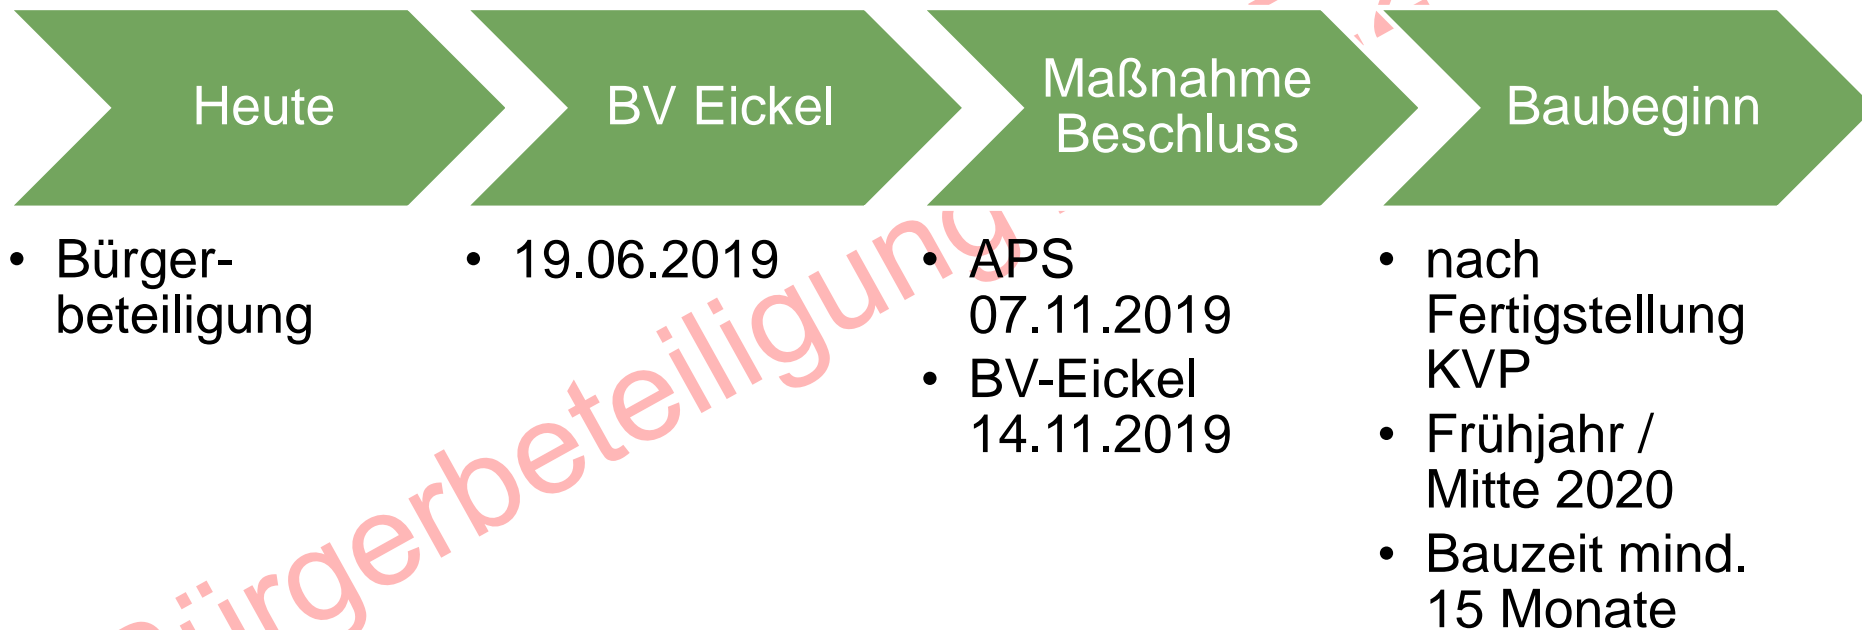 Heute
Bürger-
beteiligung
BV Eickel
19.06.2019
Maßnahme
Beschluss
APS
07.11.2019
BV-Eickel
14.11.2019
Baubeginn
nach
Fertigstellung
KVP
Frühjahr /
Mitte 2020
Bauzeit mind.
15 Monate
Bürgerbeteiligung